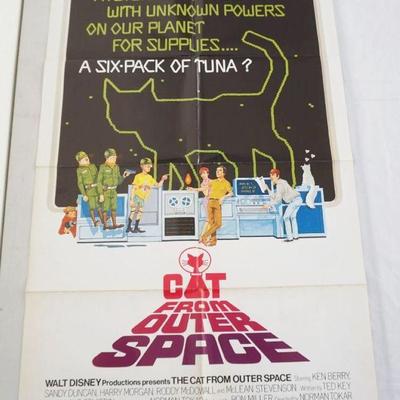 WITH UNKNOWN POWERS
ON OUR PLANET
FOR SUPPLIES....
A SIX-PACK OF TUNA?
CAT
FROM
OUTER
SPACE
WALT DISNEY Productions presents THE CAT FROM OUTER SPACE Starring KEN BERRY,
SANDY DUNCAN, HARRY MORGAN, RODDY McDOWALL and McLEAN STEVENSON Written by TED KEY
RON MILLER Directed by NORMAN TOKAR